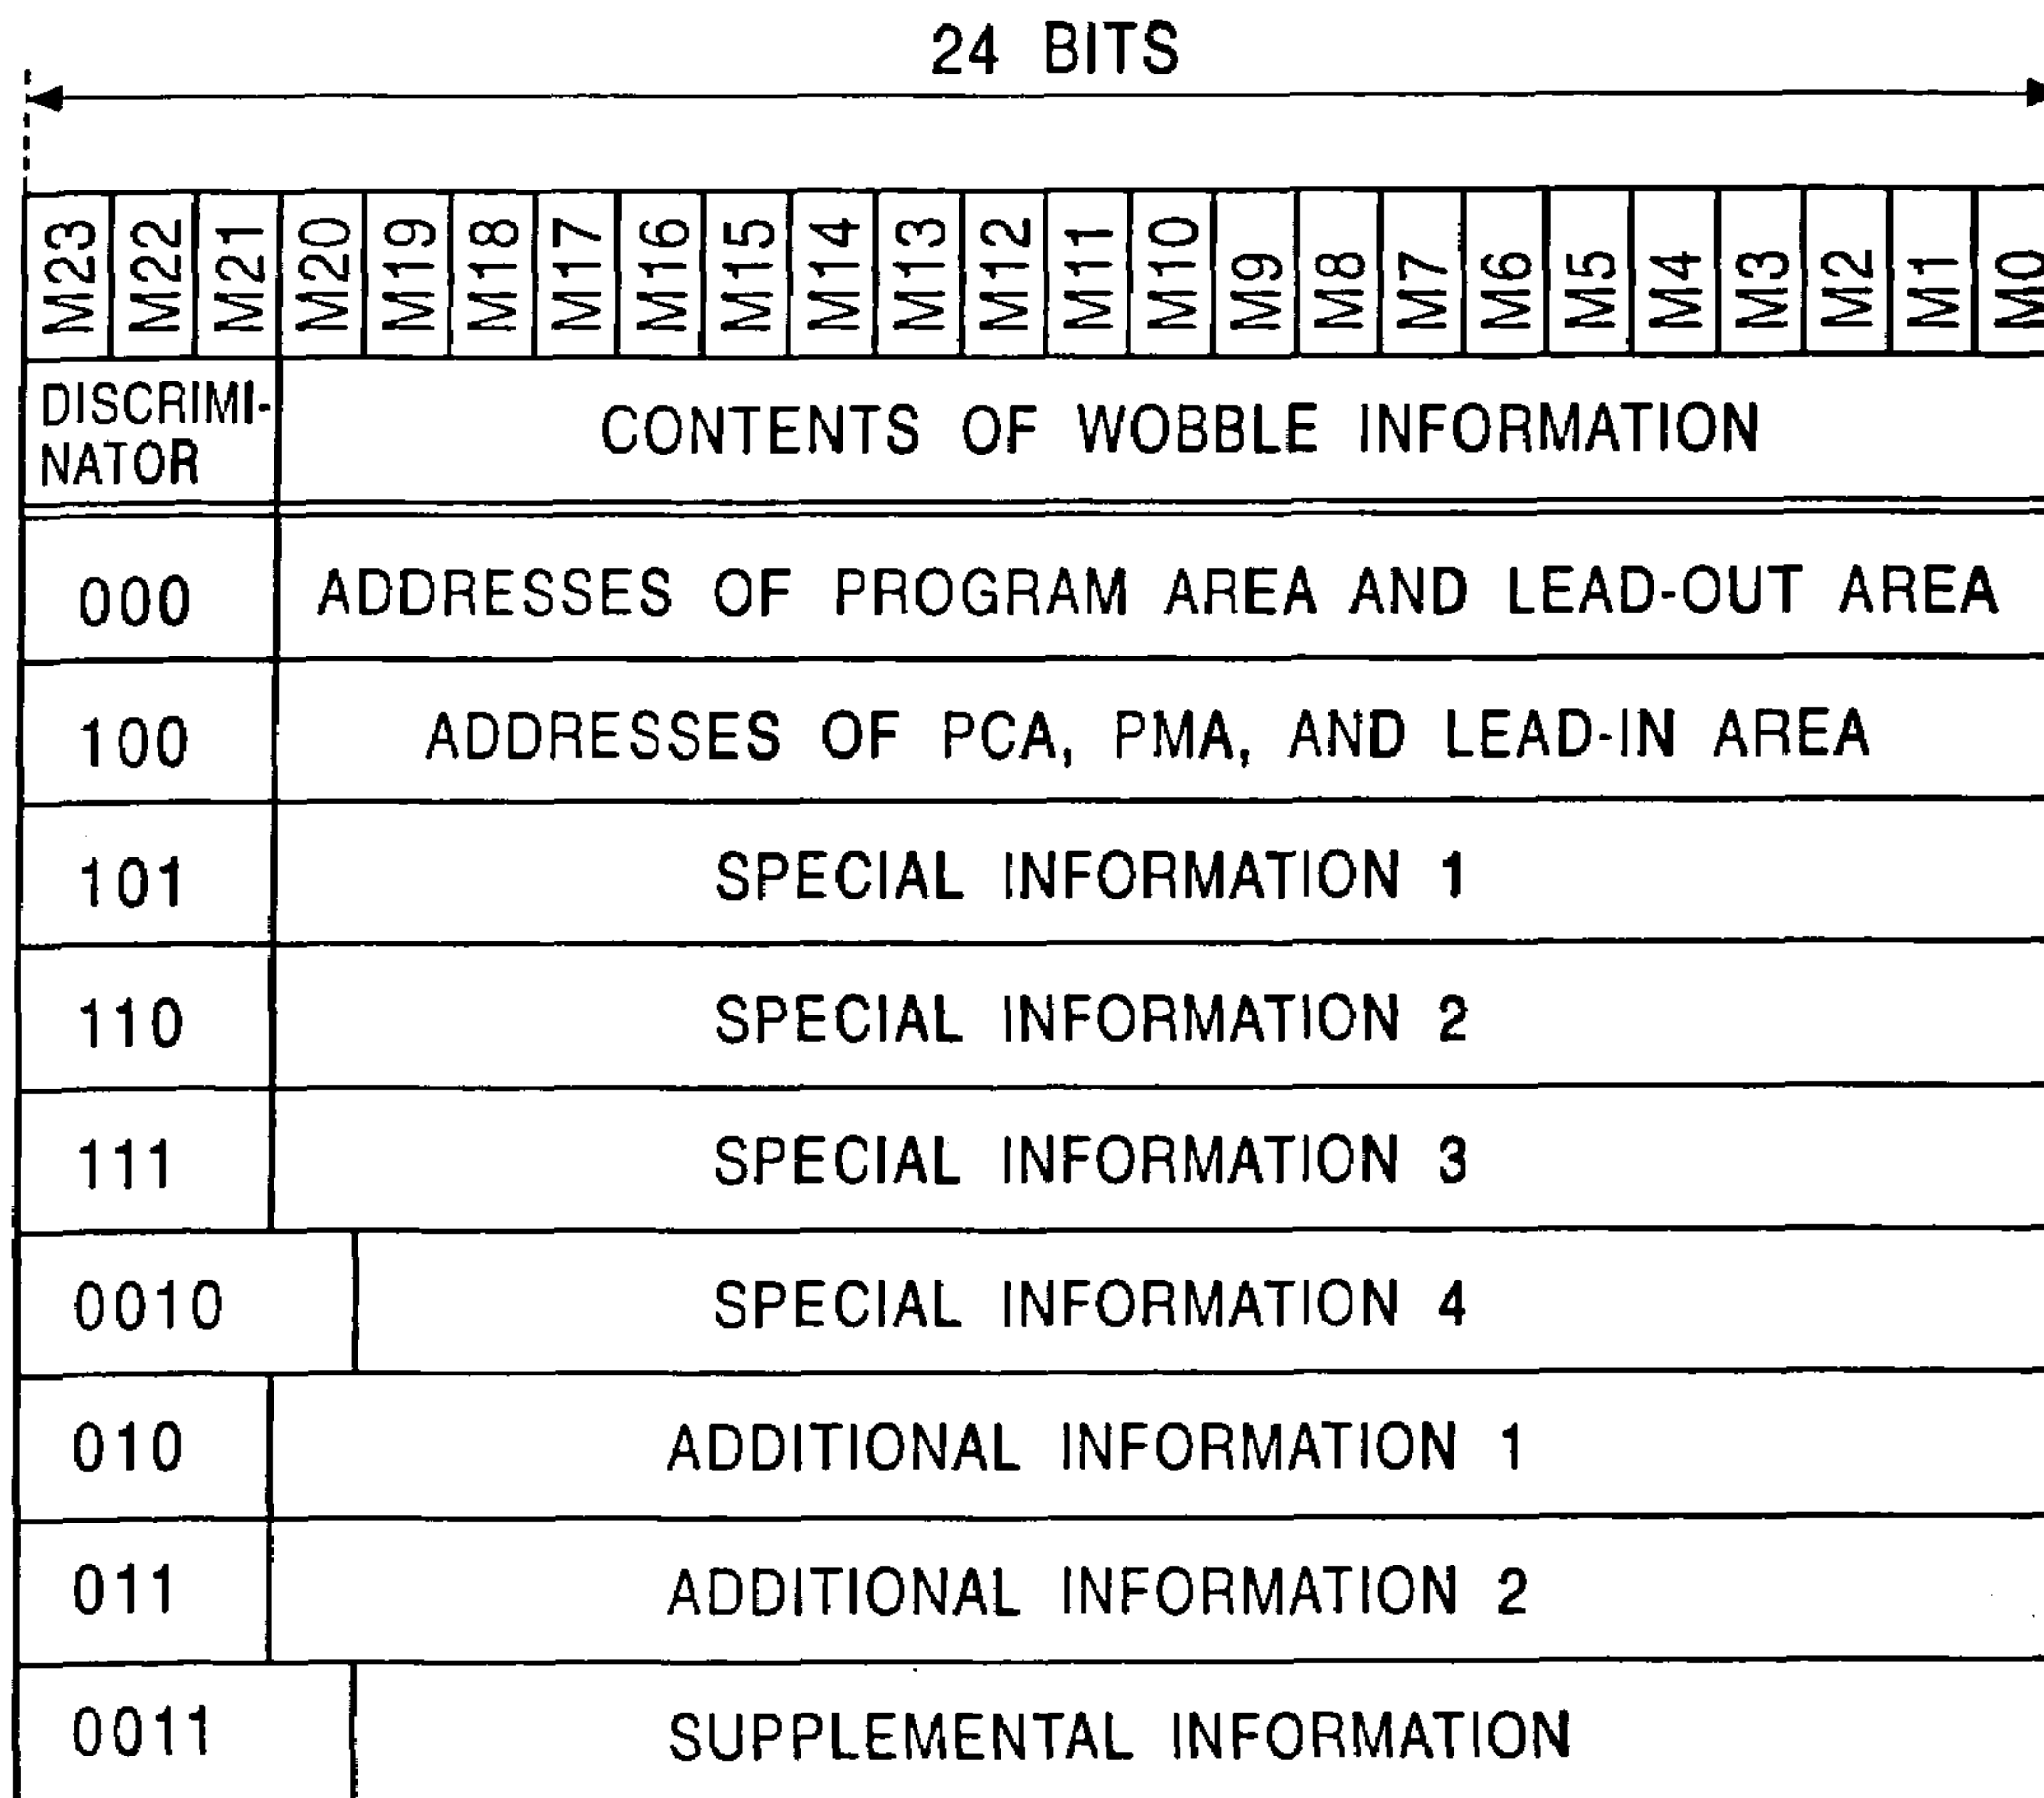 24 BITS
M23 M22 M21 M20 M19 M18 M17 M16 M15 M14 M13 M12 M11 M10 M9 M8 M7 M6 M5 M4 M3 M2 M1 M0
DISCRIMI-
NATOR
CONTENTS OF WOBBLE INFORMATION
000 ADDRESSES OF PROGRAM AREA AND LEAD-OUT AREA
100 ADDRESSES OF PCA, PMA, AND LEAD-IN AREA
101 SPECIAL INFORMATION 1
110 SPECIAL INFORMATION 2
111 SPECIAL INFORMATION 3
0010 SPECIAL INFORMATION 4
010 ADDITIONAL INFORMATION 1
011 ADDITIONAL INFORMATION 2
0011 SUPPLEMENTAL INFORMATION